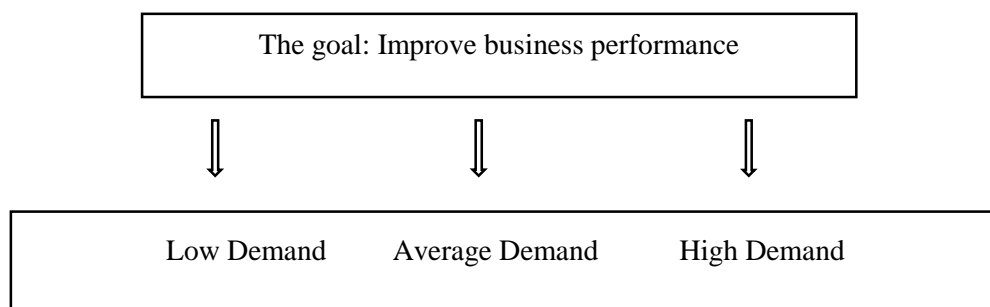 The goal: Improve business performance
Low Demand Average Demand High Demand